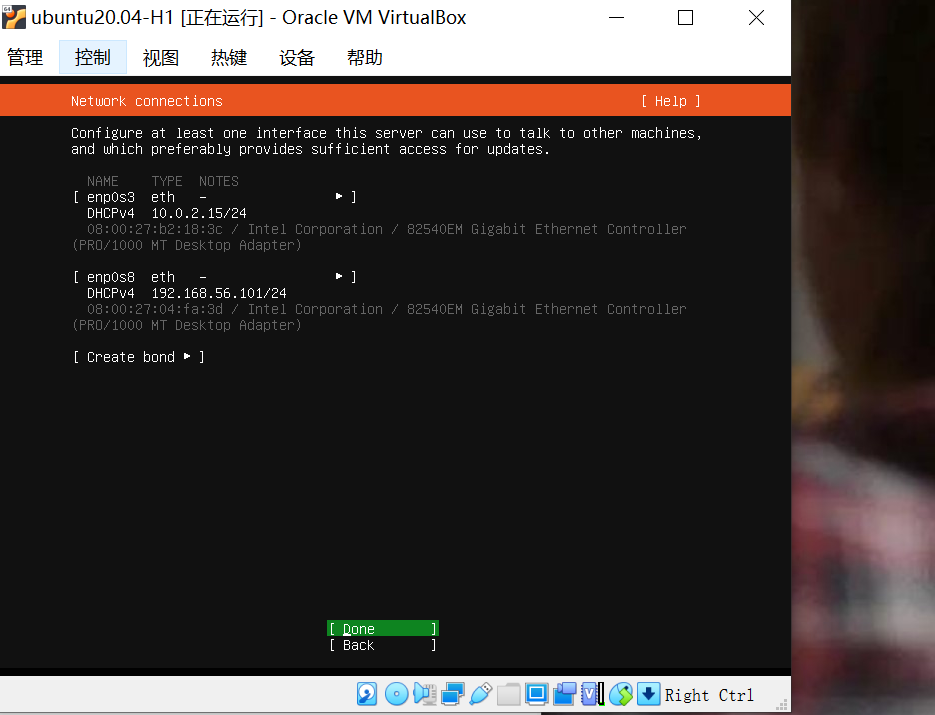 ubuntu20.04-H1 [正在运行] - Oracle VM VirtualBox
管理 控制 视图 热键 设备 帮助
Network connections [ Help ]
Configure at least one interface this server can use to talk to other machines,
and which preferably provides sufficient access for updates.
NAME TYPE NOTES
[ enp0s3 eth - ▸ ]
DHCPv4 10.0.2.15/24
08:00:27:b2:18:3c / Intel Corporation / 82540EM Gigabit Ethernet Controller
(PRO/1000 MT Desktop Adapter)
[ enp0s8 eth - ▸ ]
DHCPv4 192.168.56.101/24
08:00:27:04:fa:3d / Intel Corporation / 82540EM Gigabit Ethernet Controller
(PRO/1000 MT Desktop Adapter)
[ Create bond ▸ ]
[ Done ]
[ Back ]
Right Ctrl